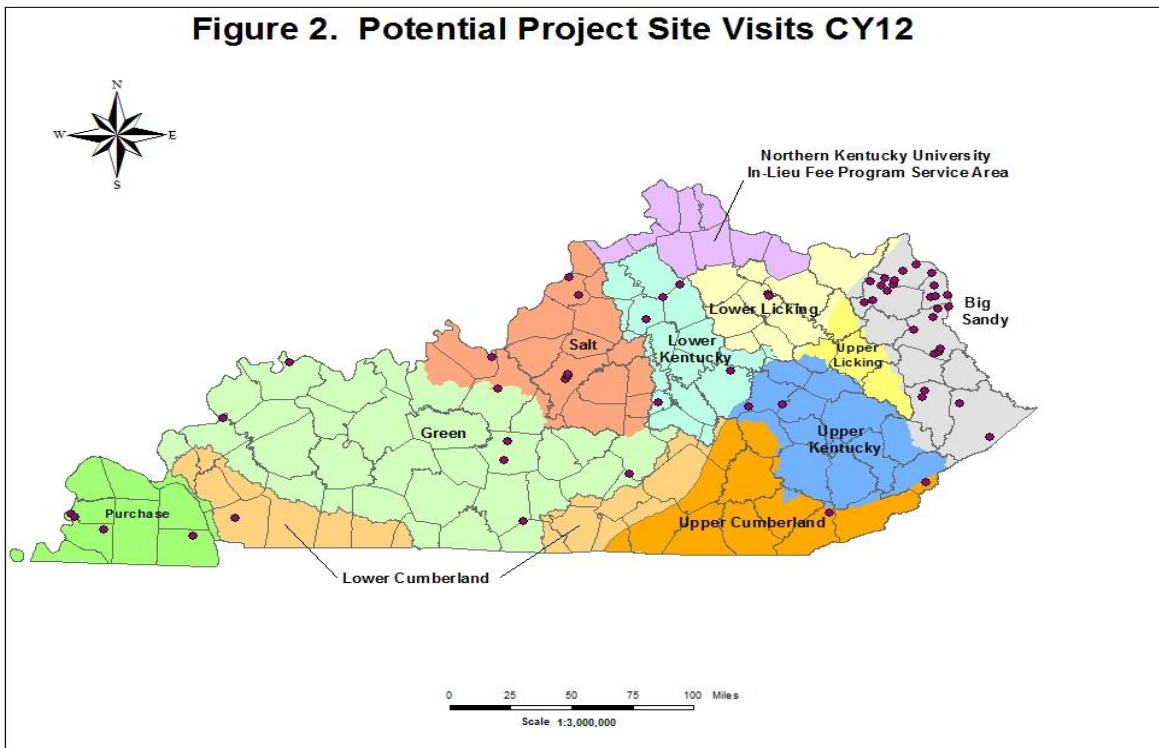 Figure 2. Potential Project Site Visits CY12
N
W
E
S
Northern Kentucky University
In-Lieu Fee Program Service Area
Lower Licking
Big
Sandy
Salt
Lower
Kentucky
Upper
Licking
Green
Upper
Kentucky
Purchase
Upper Cumberland
Lower Cumberland
0 25 50 75 100 Miles
Scale 1:3,000,000